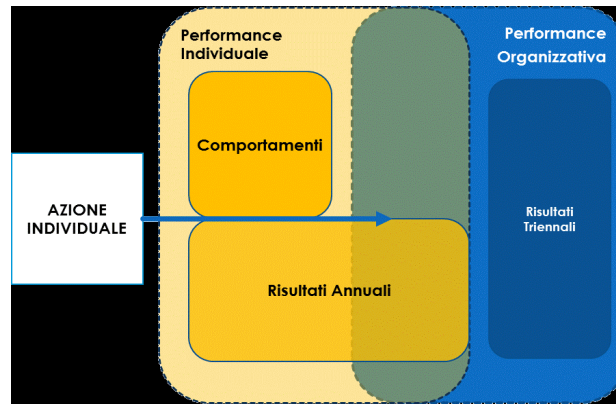 Performance
Individuale
Performance
Organizzativa
Comportamenti
AZIONE
INDIVIDUALE
Risultati
Triennali
Risultati Annuali